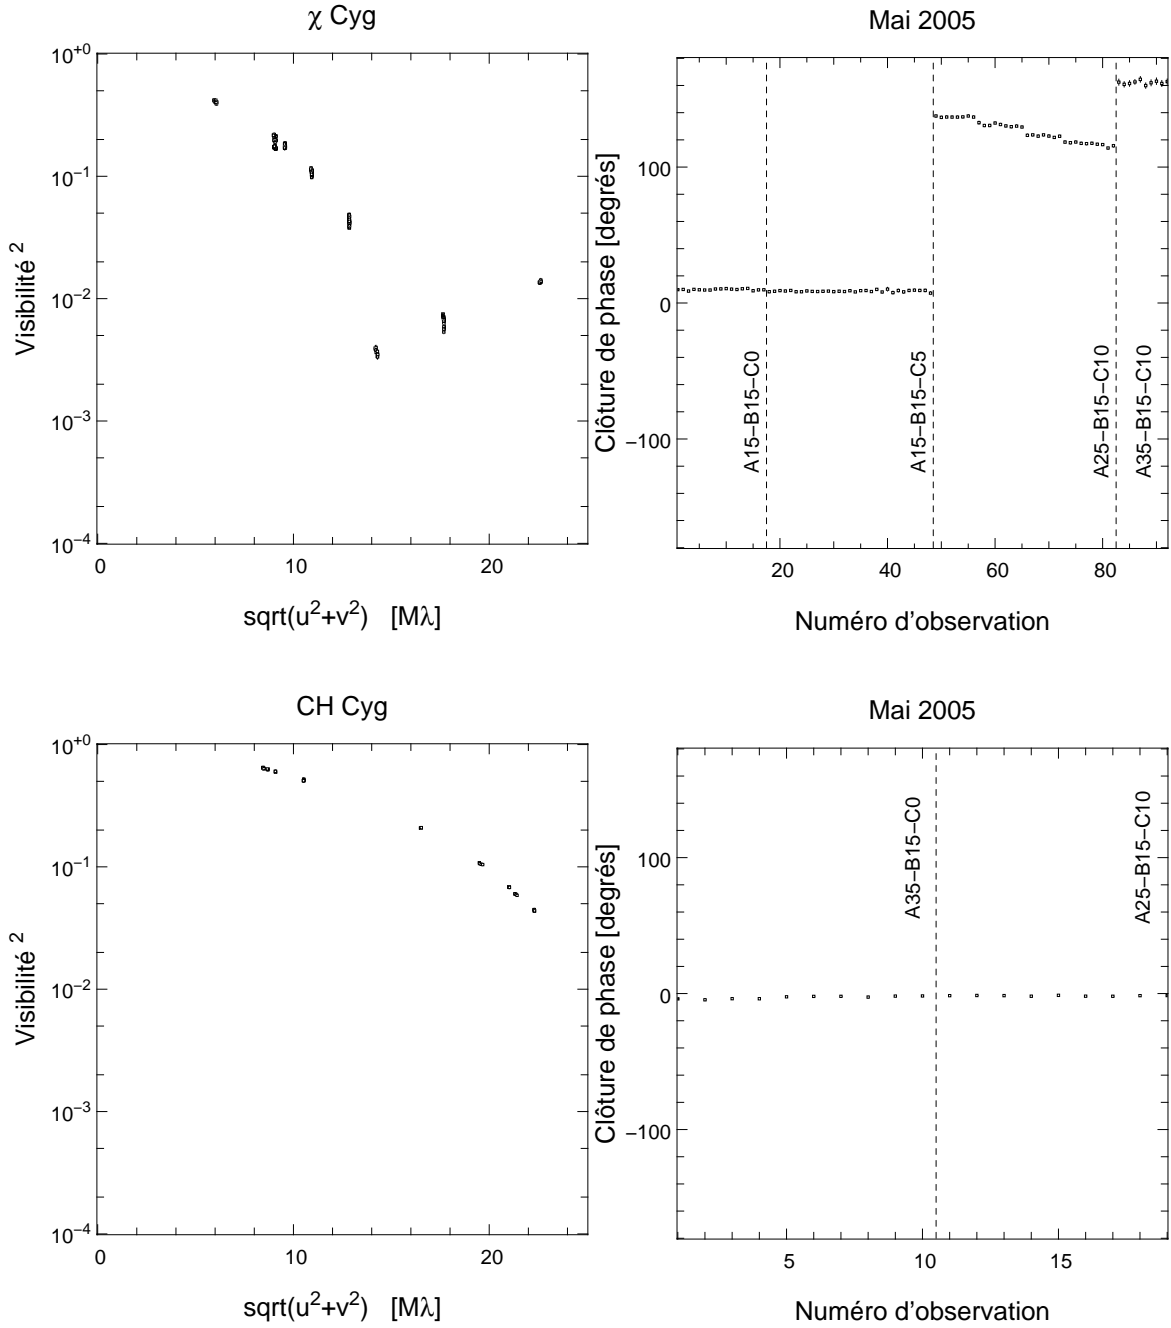 χ Cyg
Mai 2005
10+0
10−1
10−2
10−3
10−4
0
10
20
Visibilité 2
sqrt(u2+v2) [Mλ]
100
0
−100
20
40
60
80
Clôture de phase [degrés]
Numéro d'observation
A15−B15−C0
A15−B15−C5
A25−B15−C10
A35−B15−C10
CH Cyg
Mai 2005
10+0
10−1
10−2
10−3
10−4
0
10
20
Visibilité 2
sqrt(u2+v2) [Mλ]
100
0
−100
5
10
15
Clôture de phase [degrés]
Numéro d'observation
A35−B15−C0
A25−B15−C10